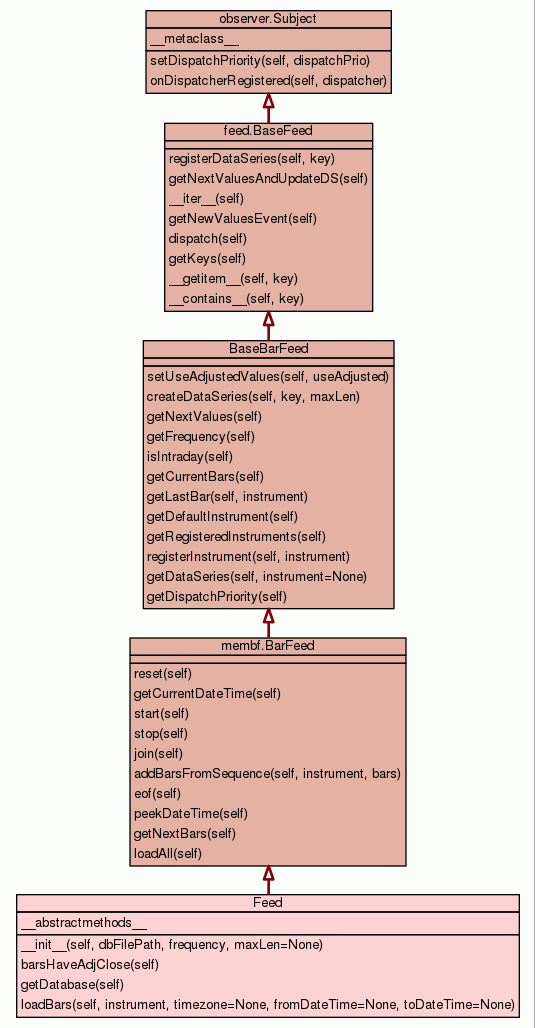 observer.Subject
__metaclass__
setDispatchPriority(self, dispatchPrio)
onDispatcherRegistered(self, dispatcher)
feed.BaseFeed
registerDataSeries(self, key)
getNextValuesAndUpdateDS(self)
__iter__(self)
getNewValuesEvent(self)
dispatch(self)
getKeys(self)
__getitem__(self, key)
__contains__(self, key)
BaseBarFeed
setUseAdjustedValues(self, useAdjusted)
createDataSeries(self, key, maxLen)
getNextValues(self)
getFrequency(self)
isIntraday(self)
getCurrentBars(self)
getLastBar(self, instrument)
getDefaultInstrument(self)
getRegisteredInstruments(self)
registerInstrument(self, instrument)
getDataSeries(self, instrument=None)
getDispatchPriority(self)
membf.BarFeed
reset(self)
getCurrentDateTime(self)
start(self)
stop(self)
join(self)
addBarsFromSequence(self, instrument, bars)
eof(self)
peekDateTime(self)
getNextBars(self)
loadAll(self)
Feed
__abstractmethods__
__init__(self, dbFilePath, frequency, maxLen=None)
barsHaveAdjClose(self)
getDatabase(self)
loadBars(self, instrument, timezone=None, fromDateTime=None, toDateTime=None)